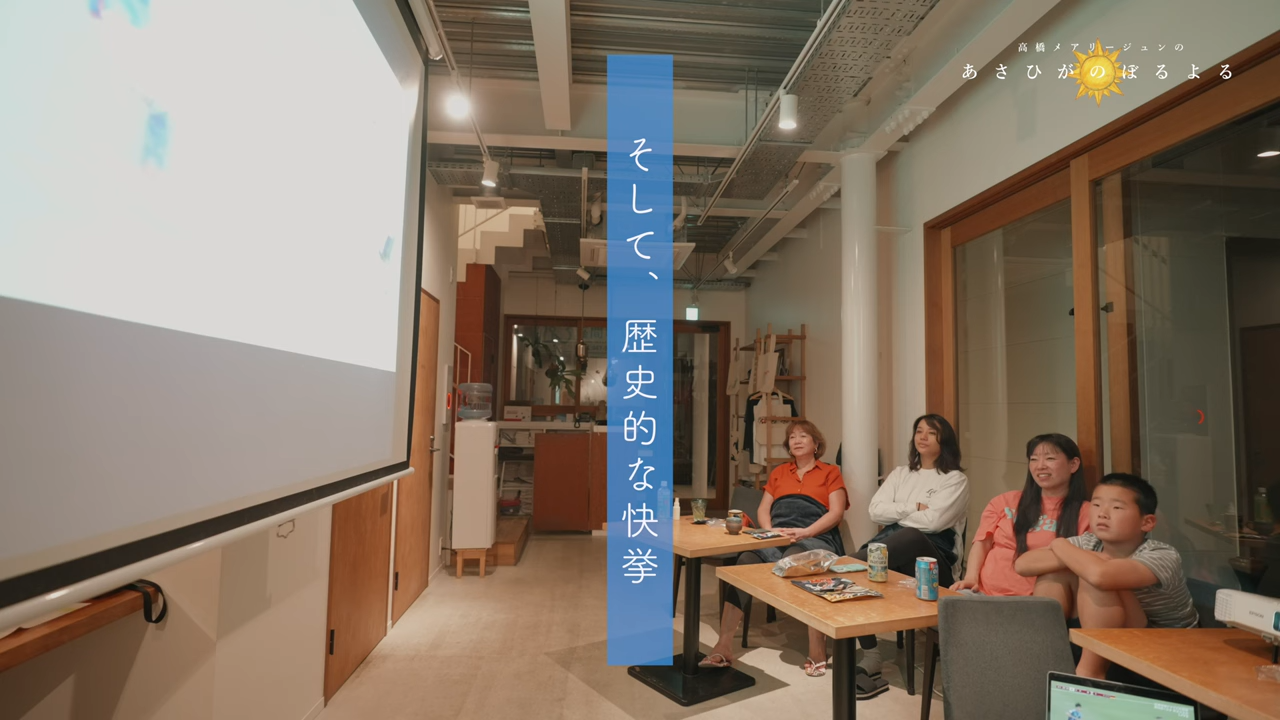 高橋メアリージュンの
あさひがのぼるよる
そして、歴史的な快挙